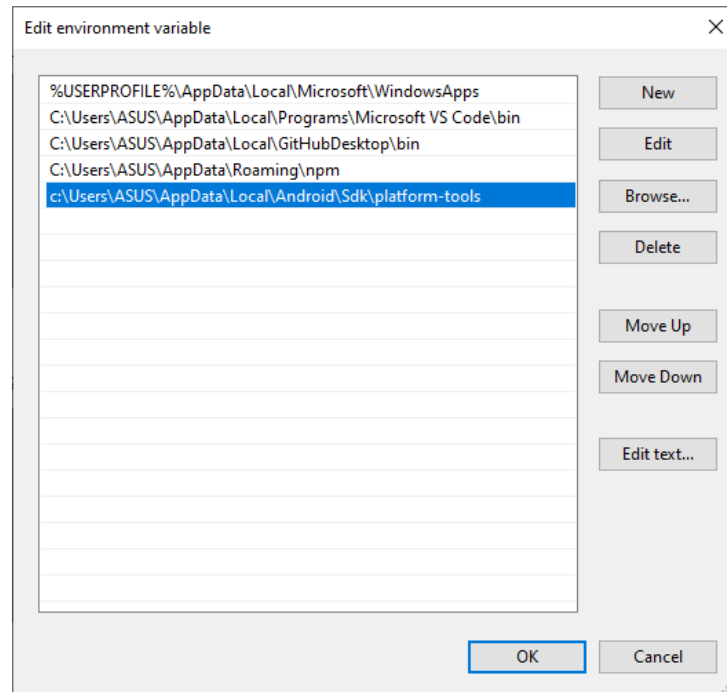 Edit environment variable
%USERPROFILE%\AppData\Local\Microsoft\WindowsApps
C:\Users\ASUS\AppData\Local\Programs\Microsoft VS Code\bin
C:\Users\ASUS\AppData\Local\GitHubDesktop\bin
C:\Users\ASUS\AppData\Roaming\npm
c:\Users\ASUS\AppData\Local\Android\Sdk\platform-tools
New
Edit
Browse...
Delete
Move Up
Move Down
Edit text...
OK
Cancel